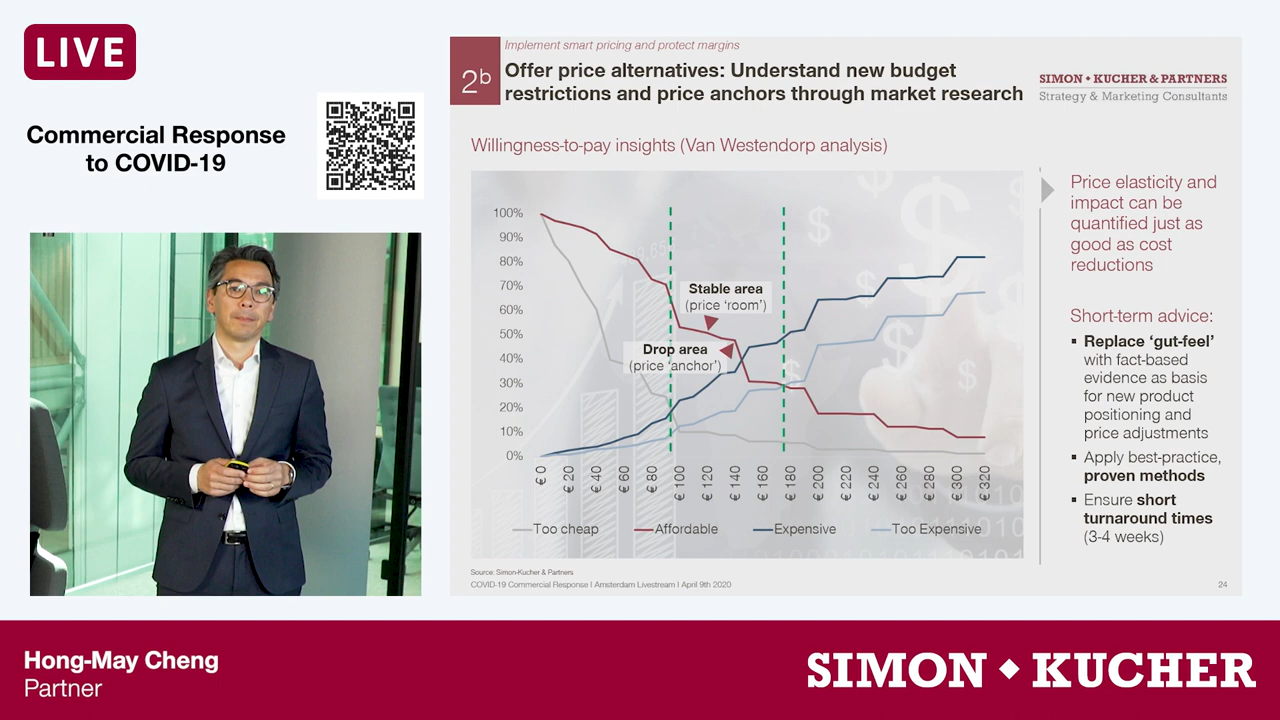 LIVE
Commercial Response
to COVID-19
Implement smart pricing and protect margins
2b
Offer price alternatives: Understand new budget
restrictions and price anchors through market research
SIMON • KUCHER & PARTNERS
Strategy & Marketing Consultants
Willingness-to-pay insights (Van Westendorp analysis)
100%
90%
80%
70%
60%
50%
40%
30%
20%
10%
0%
Stable area
(price ‘room’)
Drop area
(price ‘anchor’)
€ 0
€ 20
€ 40
€ 60
€ 80
€ 100
€ 120
€ 140
€ 160
€ 180
€ 200
€ 220
€ 240
€ 260
€ 280
€ 300
€ 320
Too cheap
Affordable
Expensive
Too Expensive
Price elasticity and
impact can be
quantified just as
good as cost
reductions
Short-term advice:
▪ Replace ‘gut-feel’
with fact-based
evidence as basis
for new product
positioning and
price adjustments
▪ Apply best-practice,
proven methods
▪ Ensure short
turnaround times
(3-4 weeks)
Source: Simon-Kucher & Partners
COVID-19 Commercial Response | Amsterdam Livestream | April 9th 2020
24
Hong-May Cheng
Partner
SIMON ◆ KUCHER